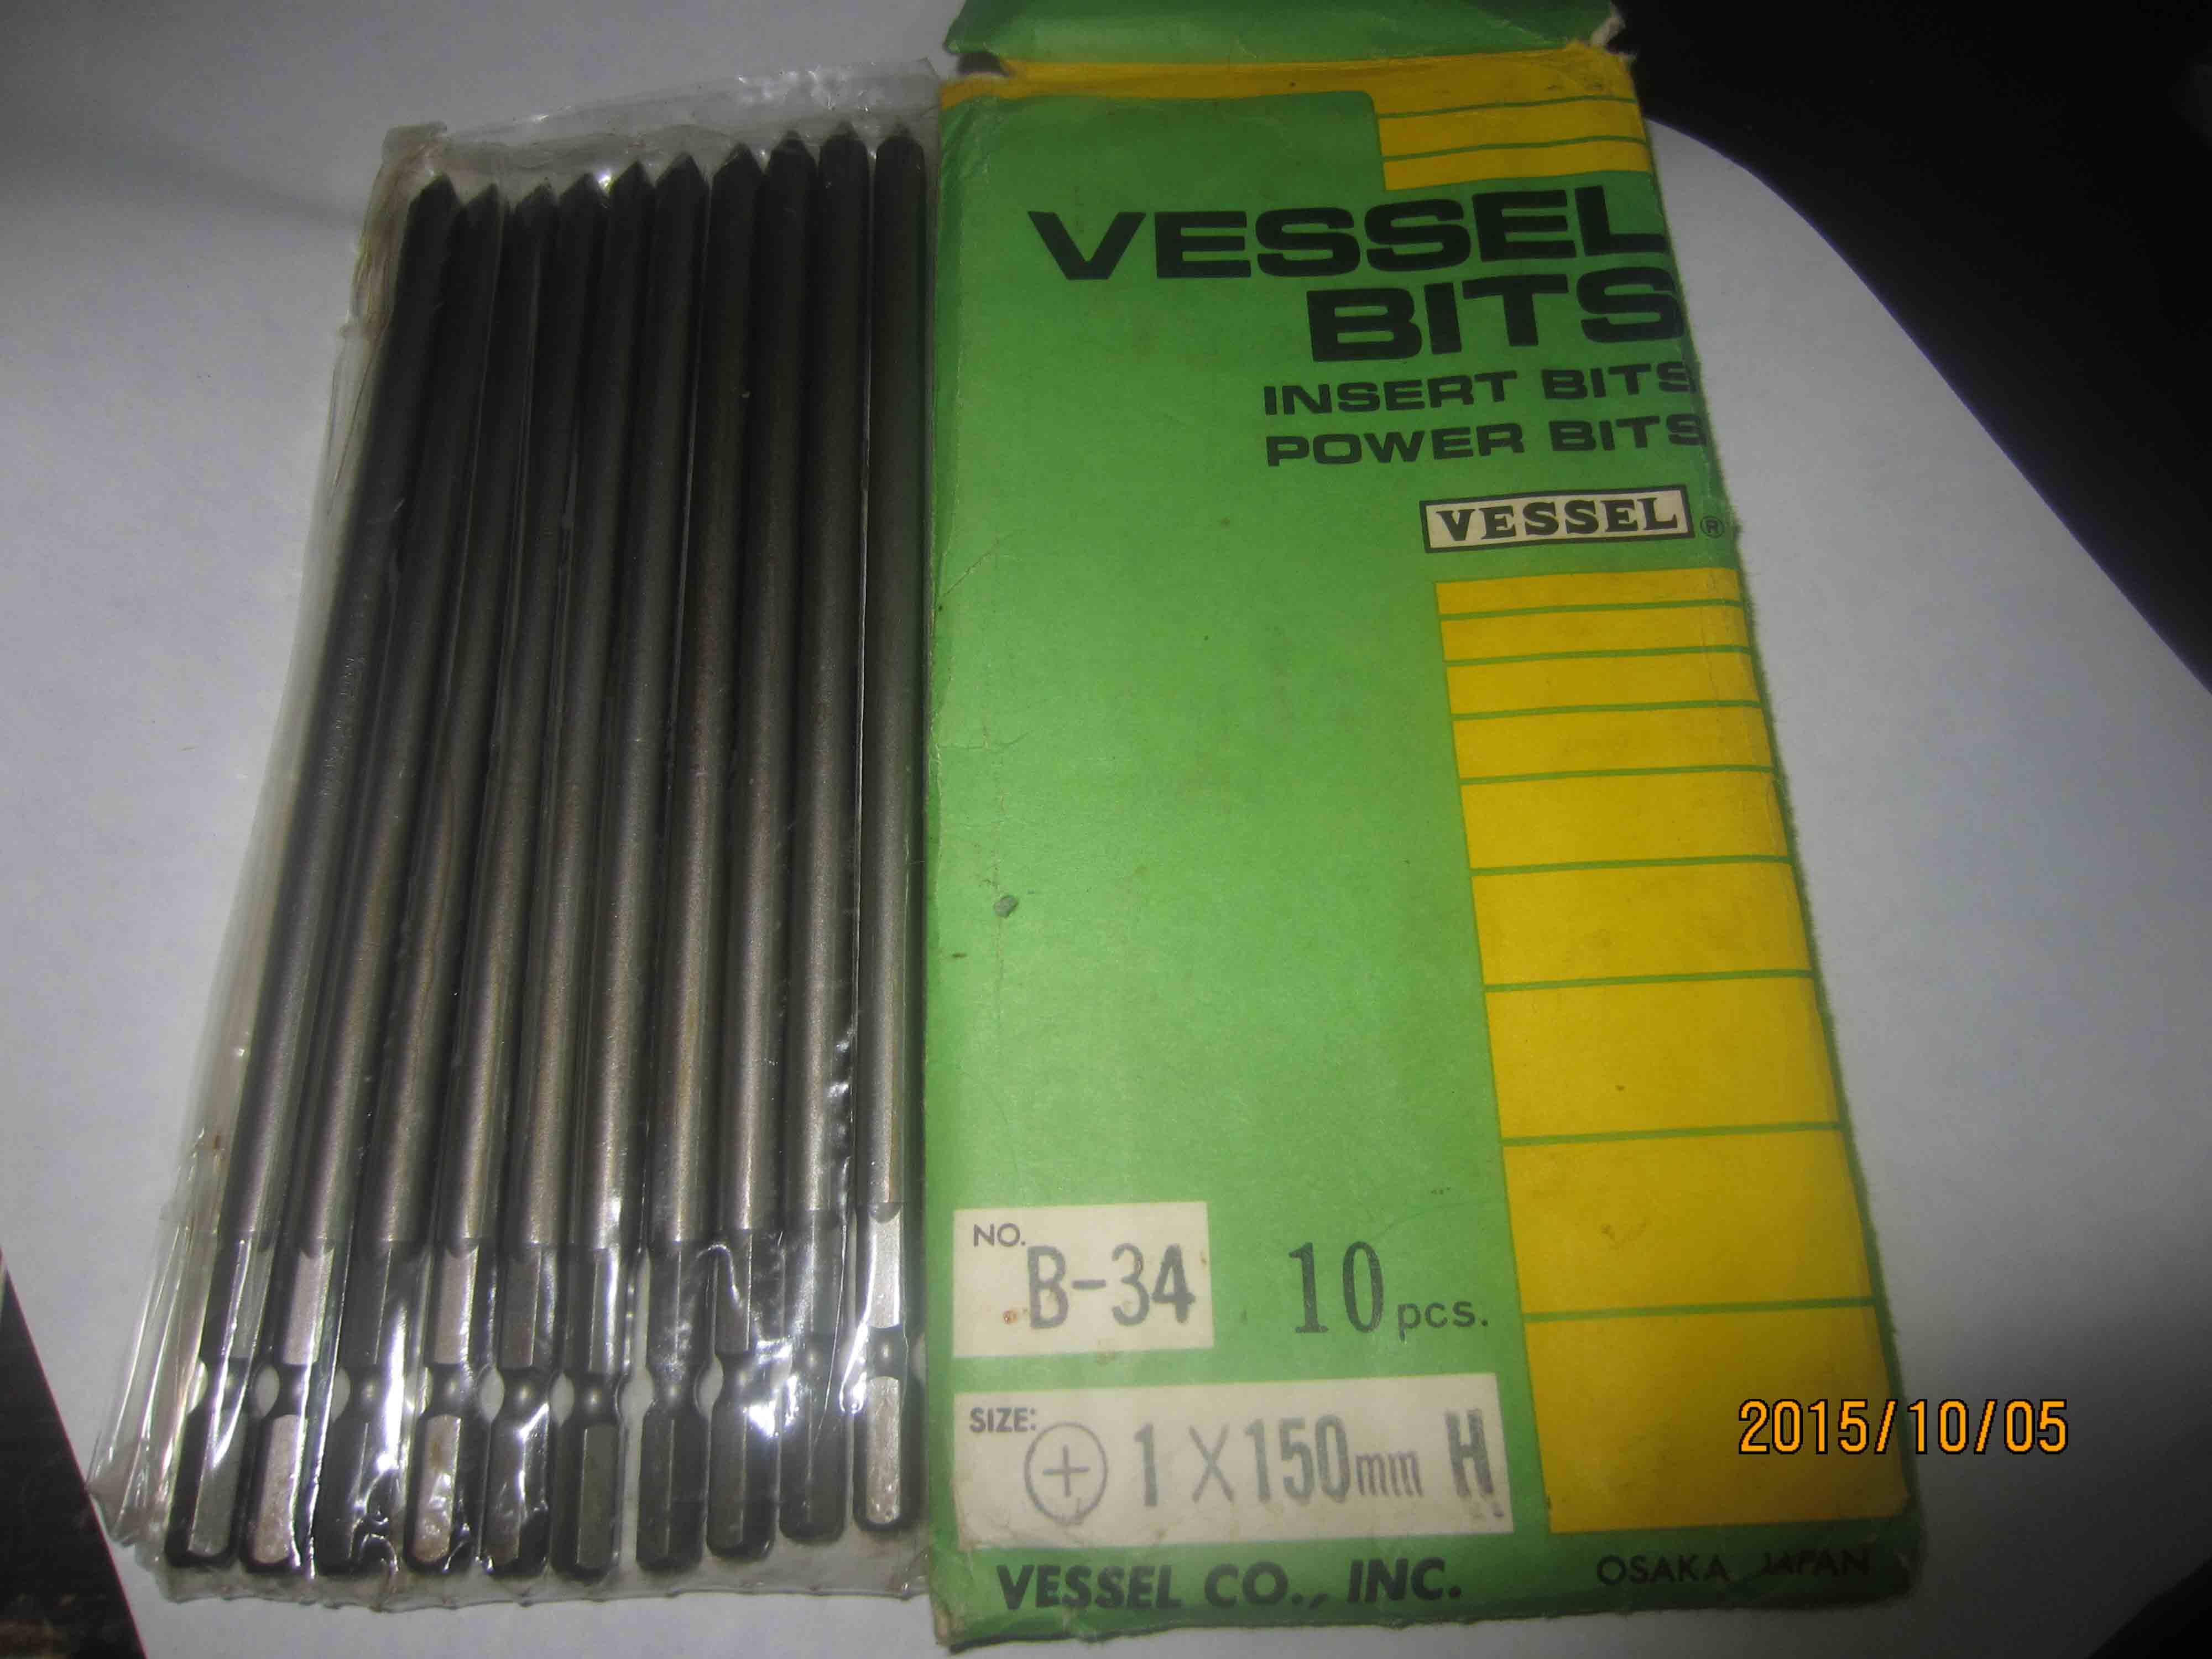 VESSEL
BITS
INSERT BITS
POWER BITS
VESSEL ®
NO. B-34 10 pcs.
SIZE: ⊕ 1 X 150mm H
VESSEL CO., INC. OSAKA JAPAN
2015/10/05